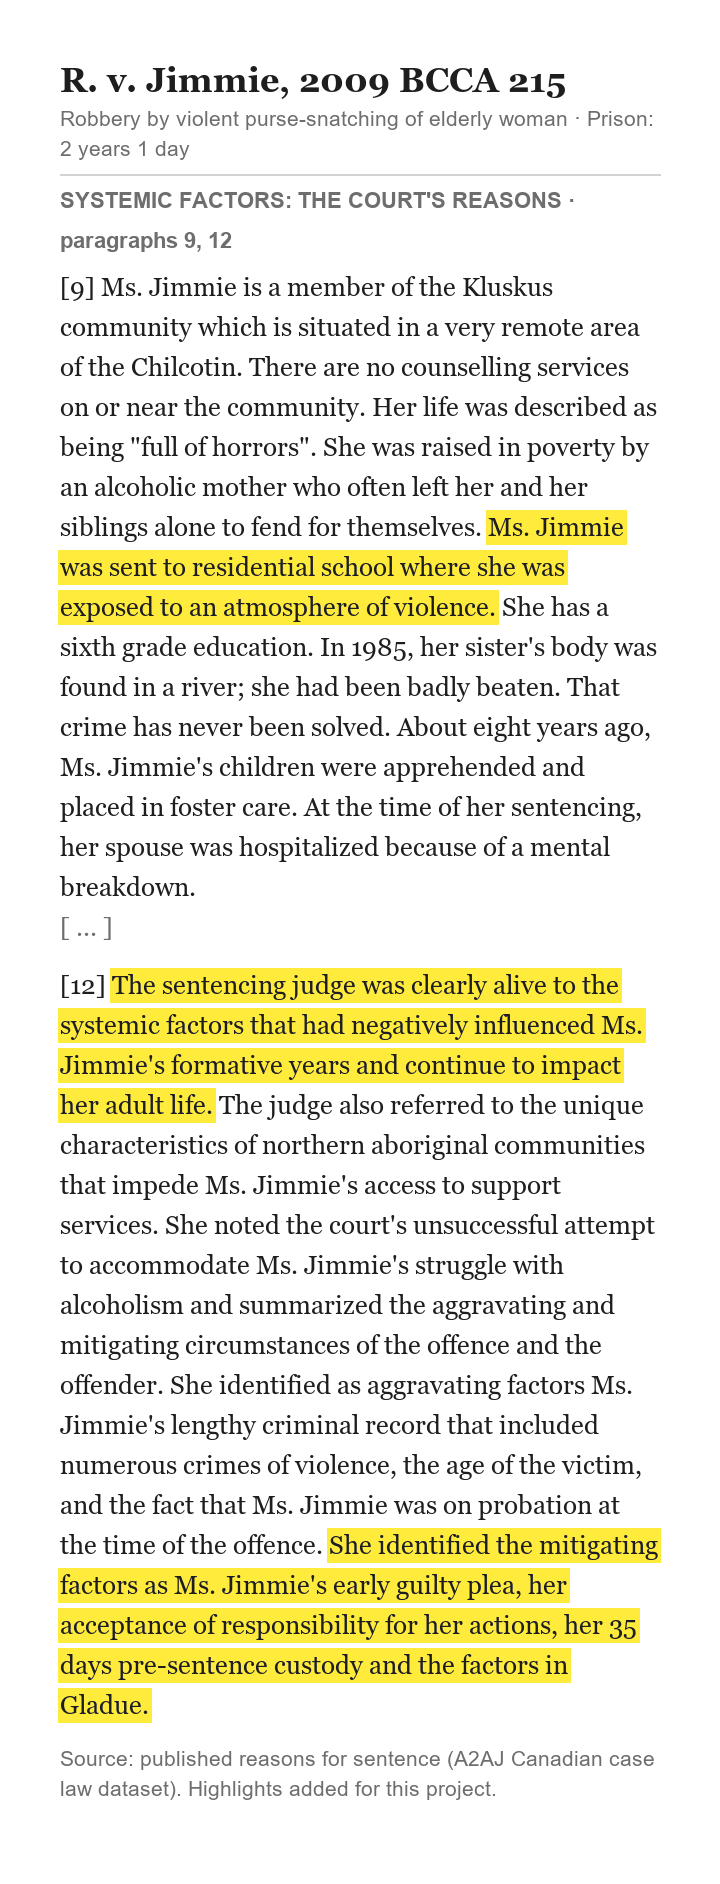 R. v. Jimmie, 2009 BCCA 215
Robbery by violent purse-snatching of elderly woman · Prison:
2 years 1 day
SYSTEMIC FACTORS: THE COURT'S REASONS ·
paragraphs 9, 12
[9] Ms. Jimmie is a member of the Kluskus
community which is situated in a very remote area
of the Chilcotin. There are no counselling services
on or near the community. Her life was described as
being "full of horrors". She was raised in poverty by
an alcoholic mother who often left her and her
siblings alone to fend for themselves. Ms. Jimmie
was sent to residential school where she was
exposed to an atmosphere of violence. She has a
sixth grade education. In 1985, her sister's body was
found in a river; she had been badly beaten. That
crime has never been solved. About eight years ago,
Ms. Jimmie's children were apprehended and
placed in foster care. At the time of her sentencing,
her spouse was hospitalized because of a mental
breakdown.
[ ... ]
[12] The sentencing judge was clearly alive to the
systemic factors that had negatively influenced Ms.
Jimmie's formative years and continue to impact
her adult life. The judge also referred to the unique
characteristics of northern aboriginal communities
that impede Ms. Jimmie's access to support
services. She noted the court's unsuccessful attempt
to accommodate Ms. Jimmie's struggle with
alcoholism and summarized the aggravating and
mitigating circumstances of the offence and the
offender. She identified as aggravating factors Ms.
Jimmie's lengthy criminal record that included
numerous crimes of violence, the age of the victim,
and the fact that Ms. Jimmie was on probation at
the time of the offence. She identified the mitigating
factors as Ms. Jimmie's early guilty plea, her
acceptance of responsibility for her actions, her 35
days pre-sentence custody and the factors in
Gladue.
Source: published reasons for sentence (A2AJ Canadian case
law dataset). Highlights added for this project.